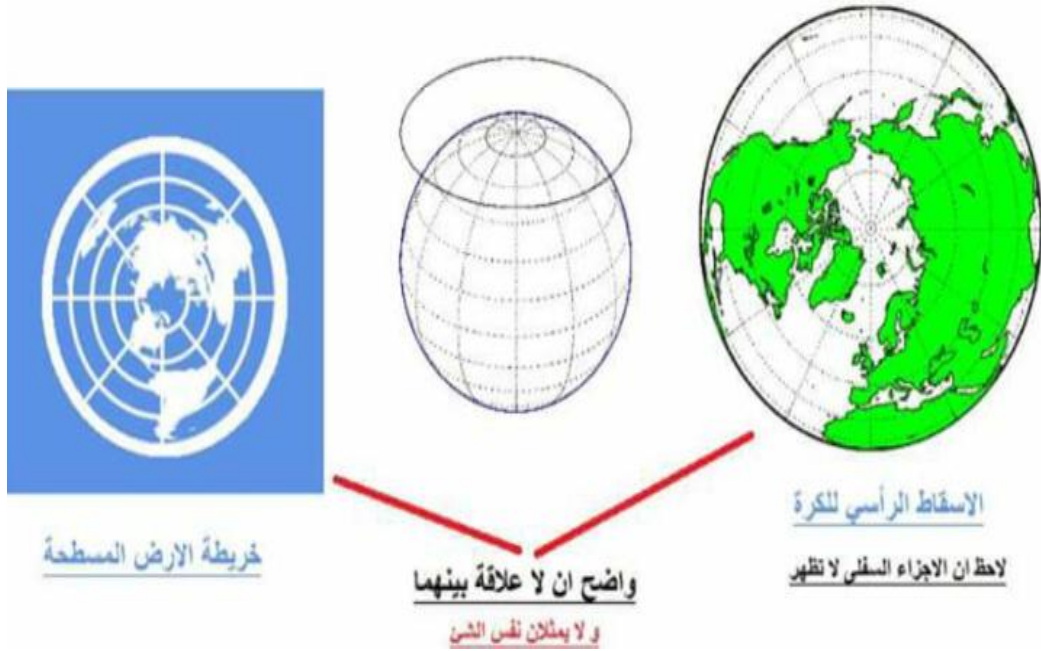 الاسقاط الرأسي للكرة
لاحظ ان الاجزاء السفلى لا تظهر
خريطة الارض المسطحة
واضح ان لا علاقة بينهما
و لا يمثلان نفس الشئ